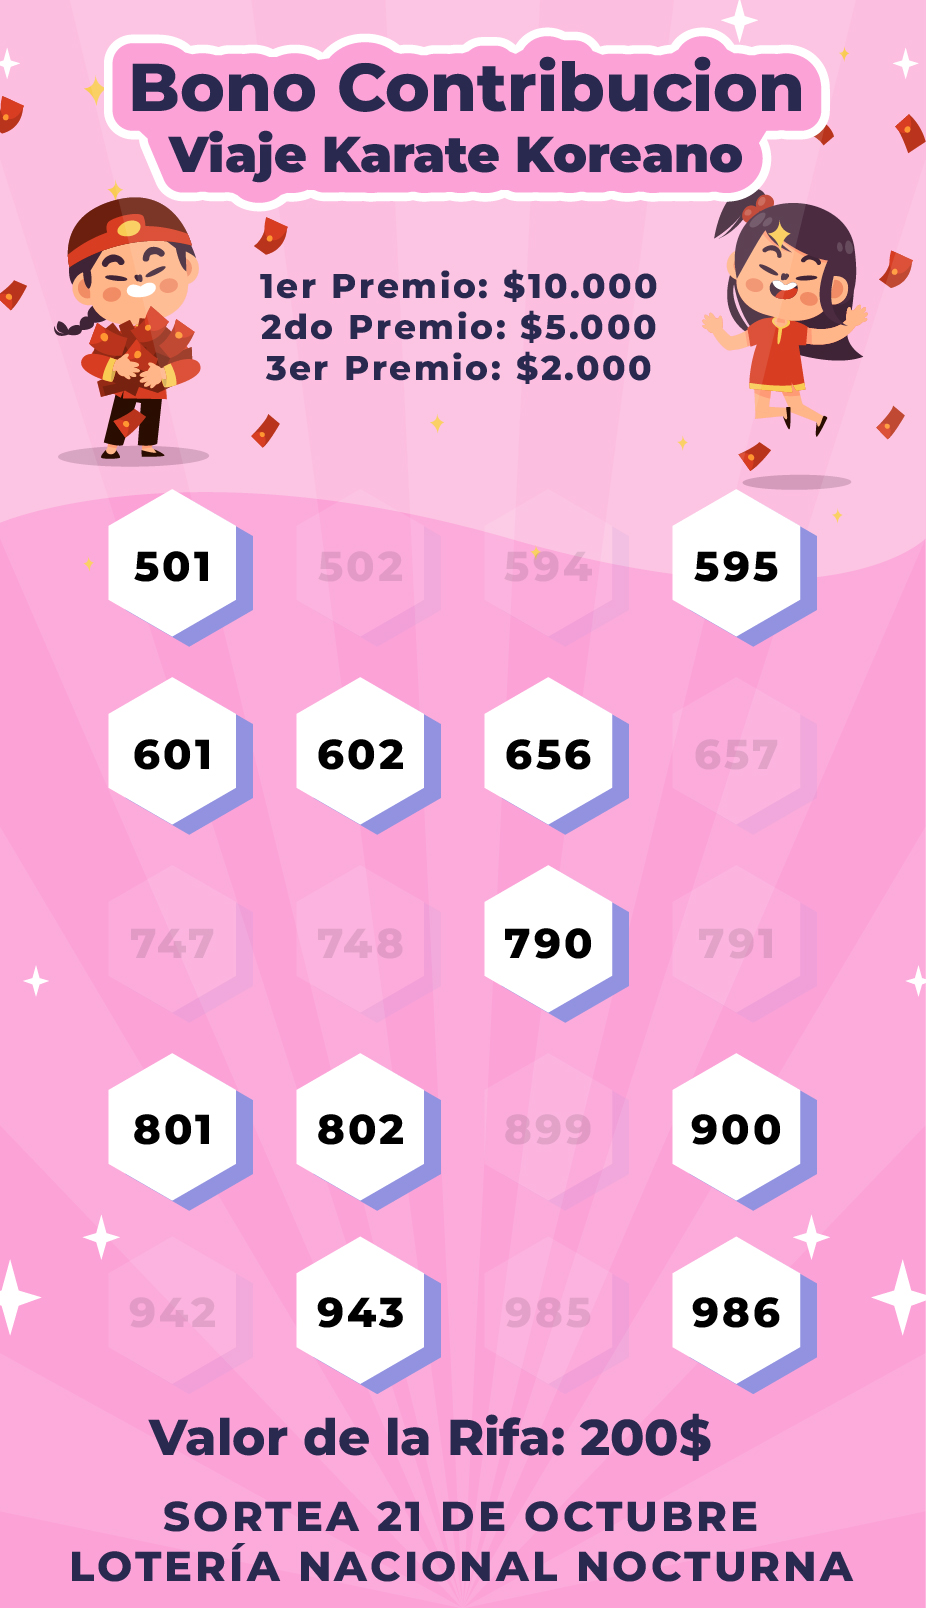 Bono Contribucion
Viaje Karate Koreano
1er Premio: $10.000
2do Premio: $5.000
3er Premio: $2.000
501 502 594 595
601 602 656 657
747 748 790 791
801 802 899 900
942 943 985 986
Valor de la Rifa: 200$
SORTEA 21 DE OCTUBRE
LOTERÍA NACIONAL NOCTURNA